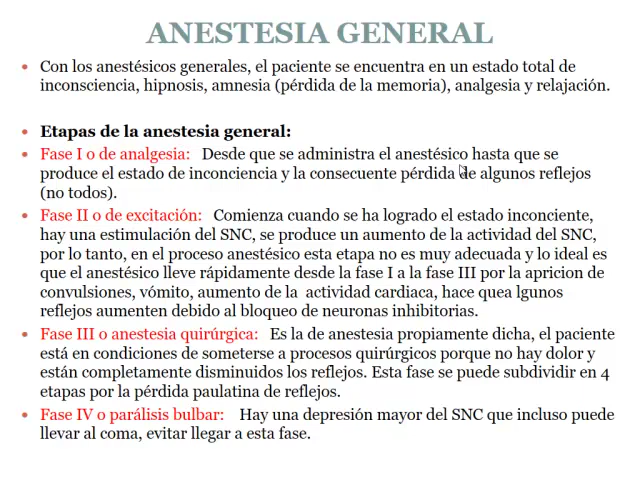 ANESTESIA GENERAL
• Con los anestésicos generales, el paciente se encuentra en un estado total de
inconsciencia, hipnosis, amnesia (pérdida de la memoria), analgesia y relajación.
• Etapas de la anestesia general:
• Fase I o de analgesia: Desde que se administra el anestésico hasta que se
produce el estado de inconciencia y la consecuente pérdida de algunos reflejos
(no todos).
• Fase II o de excitación: Comienza cuando se ha logrado el estado inconciente,
hay una estimulación del SNC, se produce un aumento de la actividad del SNC,
por lo tanto, en el proceso anestésico esta etapa no es muy adecuada y lo ideal es
que el anestésico lleve rápidamente desde la fase I a la fase III por la apricion de
convulsiones, vómito, aumento de la actividad cardiaca, hace quea lgunos
reflejos aumenten debido al bloqueo de neuronas inhibitorias.
• Fase III o anestesia quirúrgica: Es la de anestesia propiamente dicha, el paciente
está en condiciones de someterse a procesos quirúrgicos porque no hay dolor y
están completamente disminuidos los reflejos. Esta fase se puede subdividir en 4
etapas por la pérdida paulatina de reflejos.
• Fase IV o parálisis bulbar: Hay una depresión mayor del SNC que incluso puede
llevar al coma, evitar llegar a esta fase.